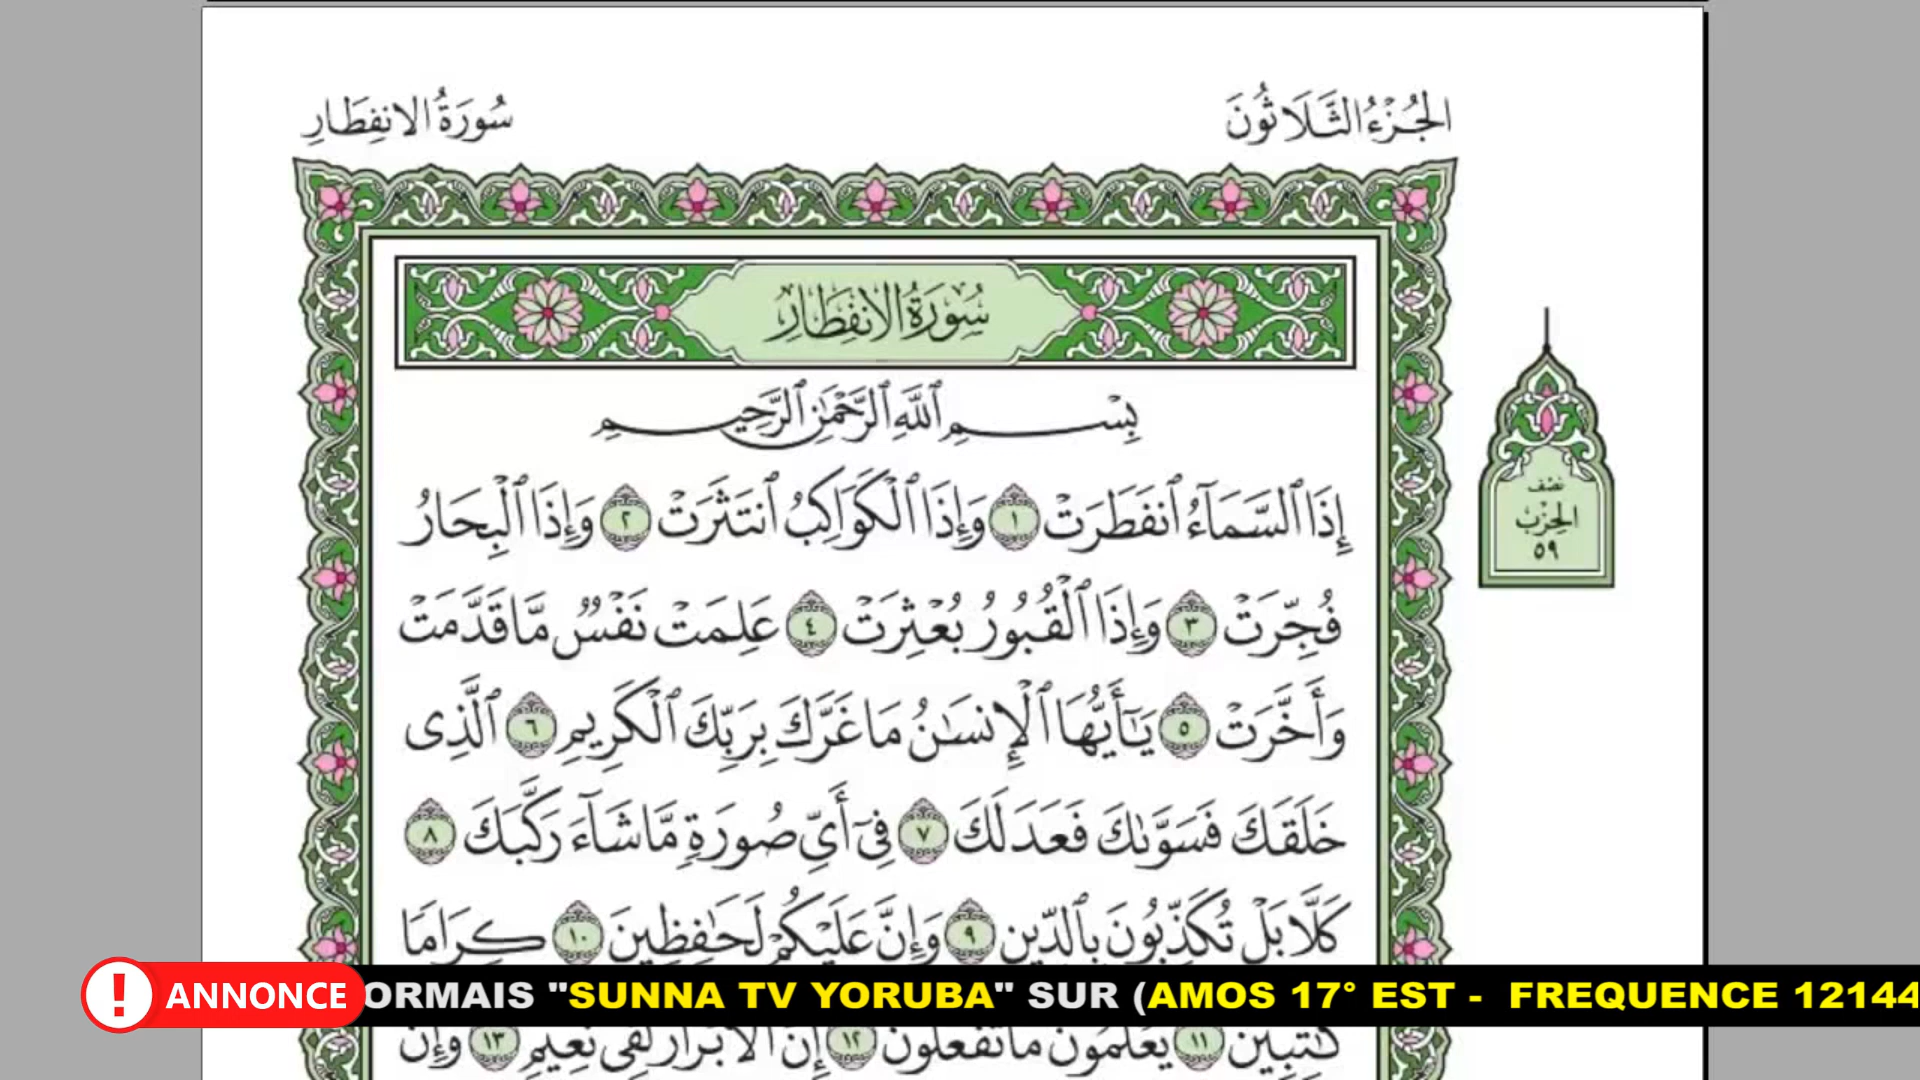 الجُزْءُ الثَّلَاثُونَ
سُورَةُ الانفِطَارِ
سُورَةُ الانفِطَارِ
بِسْمِ ٱللَّهِ ٱلرَّحْمَٰنِ ٱلرَّحِيمِ
إِذَا ٱلسَّمَآءُ ٱنفَطَرَتْ ١ وَإِذَا ٱلْكَوَاكِبُ ٱنتَثَرَتْ ٢ وَإِذَا ٱلْبِحَارُ
فُجِّرَتْ ٣ وَإِذَا ٱلْقُبُورُ بُعْثِرَتْ ٤ عَلِمَتْ نَفْسٌ مَّا قَدَّمَتْ
وَأَخَّرَتْ ٥ يَٰٓأَيُّهَا ٱلْإِنسَٰنُ مَا غَرَّكَ بِرَبِّكَ ٱلْكَرِيمِ ٦ ٱلَّذِى
خَلَقَكَ فَسَوَّىٰكَ فَعَدَلَكَ ٧ فِىٓ أَىِّ صُورَةٍ مَّا شَآءَ رَكَّبَكَ ٨
كَلَّا بَلْ تُكَذِّبُونَ بِٱلدِّينِ ٩ وَإِنَّ عَلَيْكُمْ لَحَٰفِظِينَ ١٠ كِرَامًا
كَٰتِبِينَ ١١ يَعْلَمُونَ مَا تَفْعَلُونَ ١٢ إِنَّ ٱلْأَبْرَارَ لَفِى نَعِيمٍ ١٣ وَإِنَّ
نصف
الحِزْب
٥٩
! ANNONCE ORMAIS "SUNNA TV YORUBA" SUR (AMOS 17° EST - FREQUENCE 12144